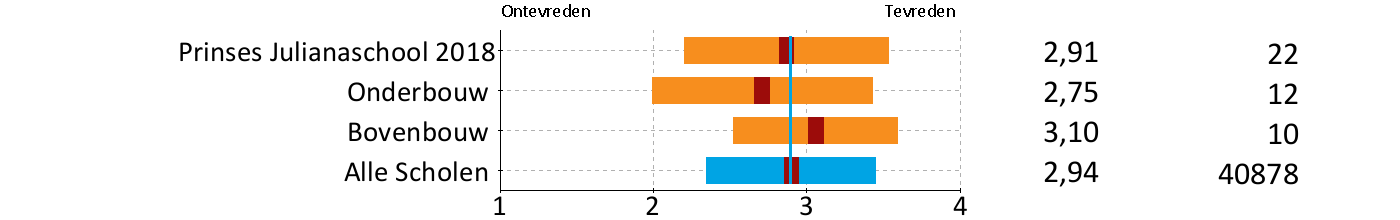 Ontevreden Tevreden
Prinses Julianaschool 2018 2,91 22
Onderbouw 2,75 12
Bovenbouw 3,10 10
Alle Scholen 2,94 40878
1 2 3 4